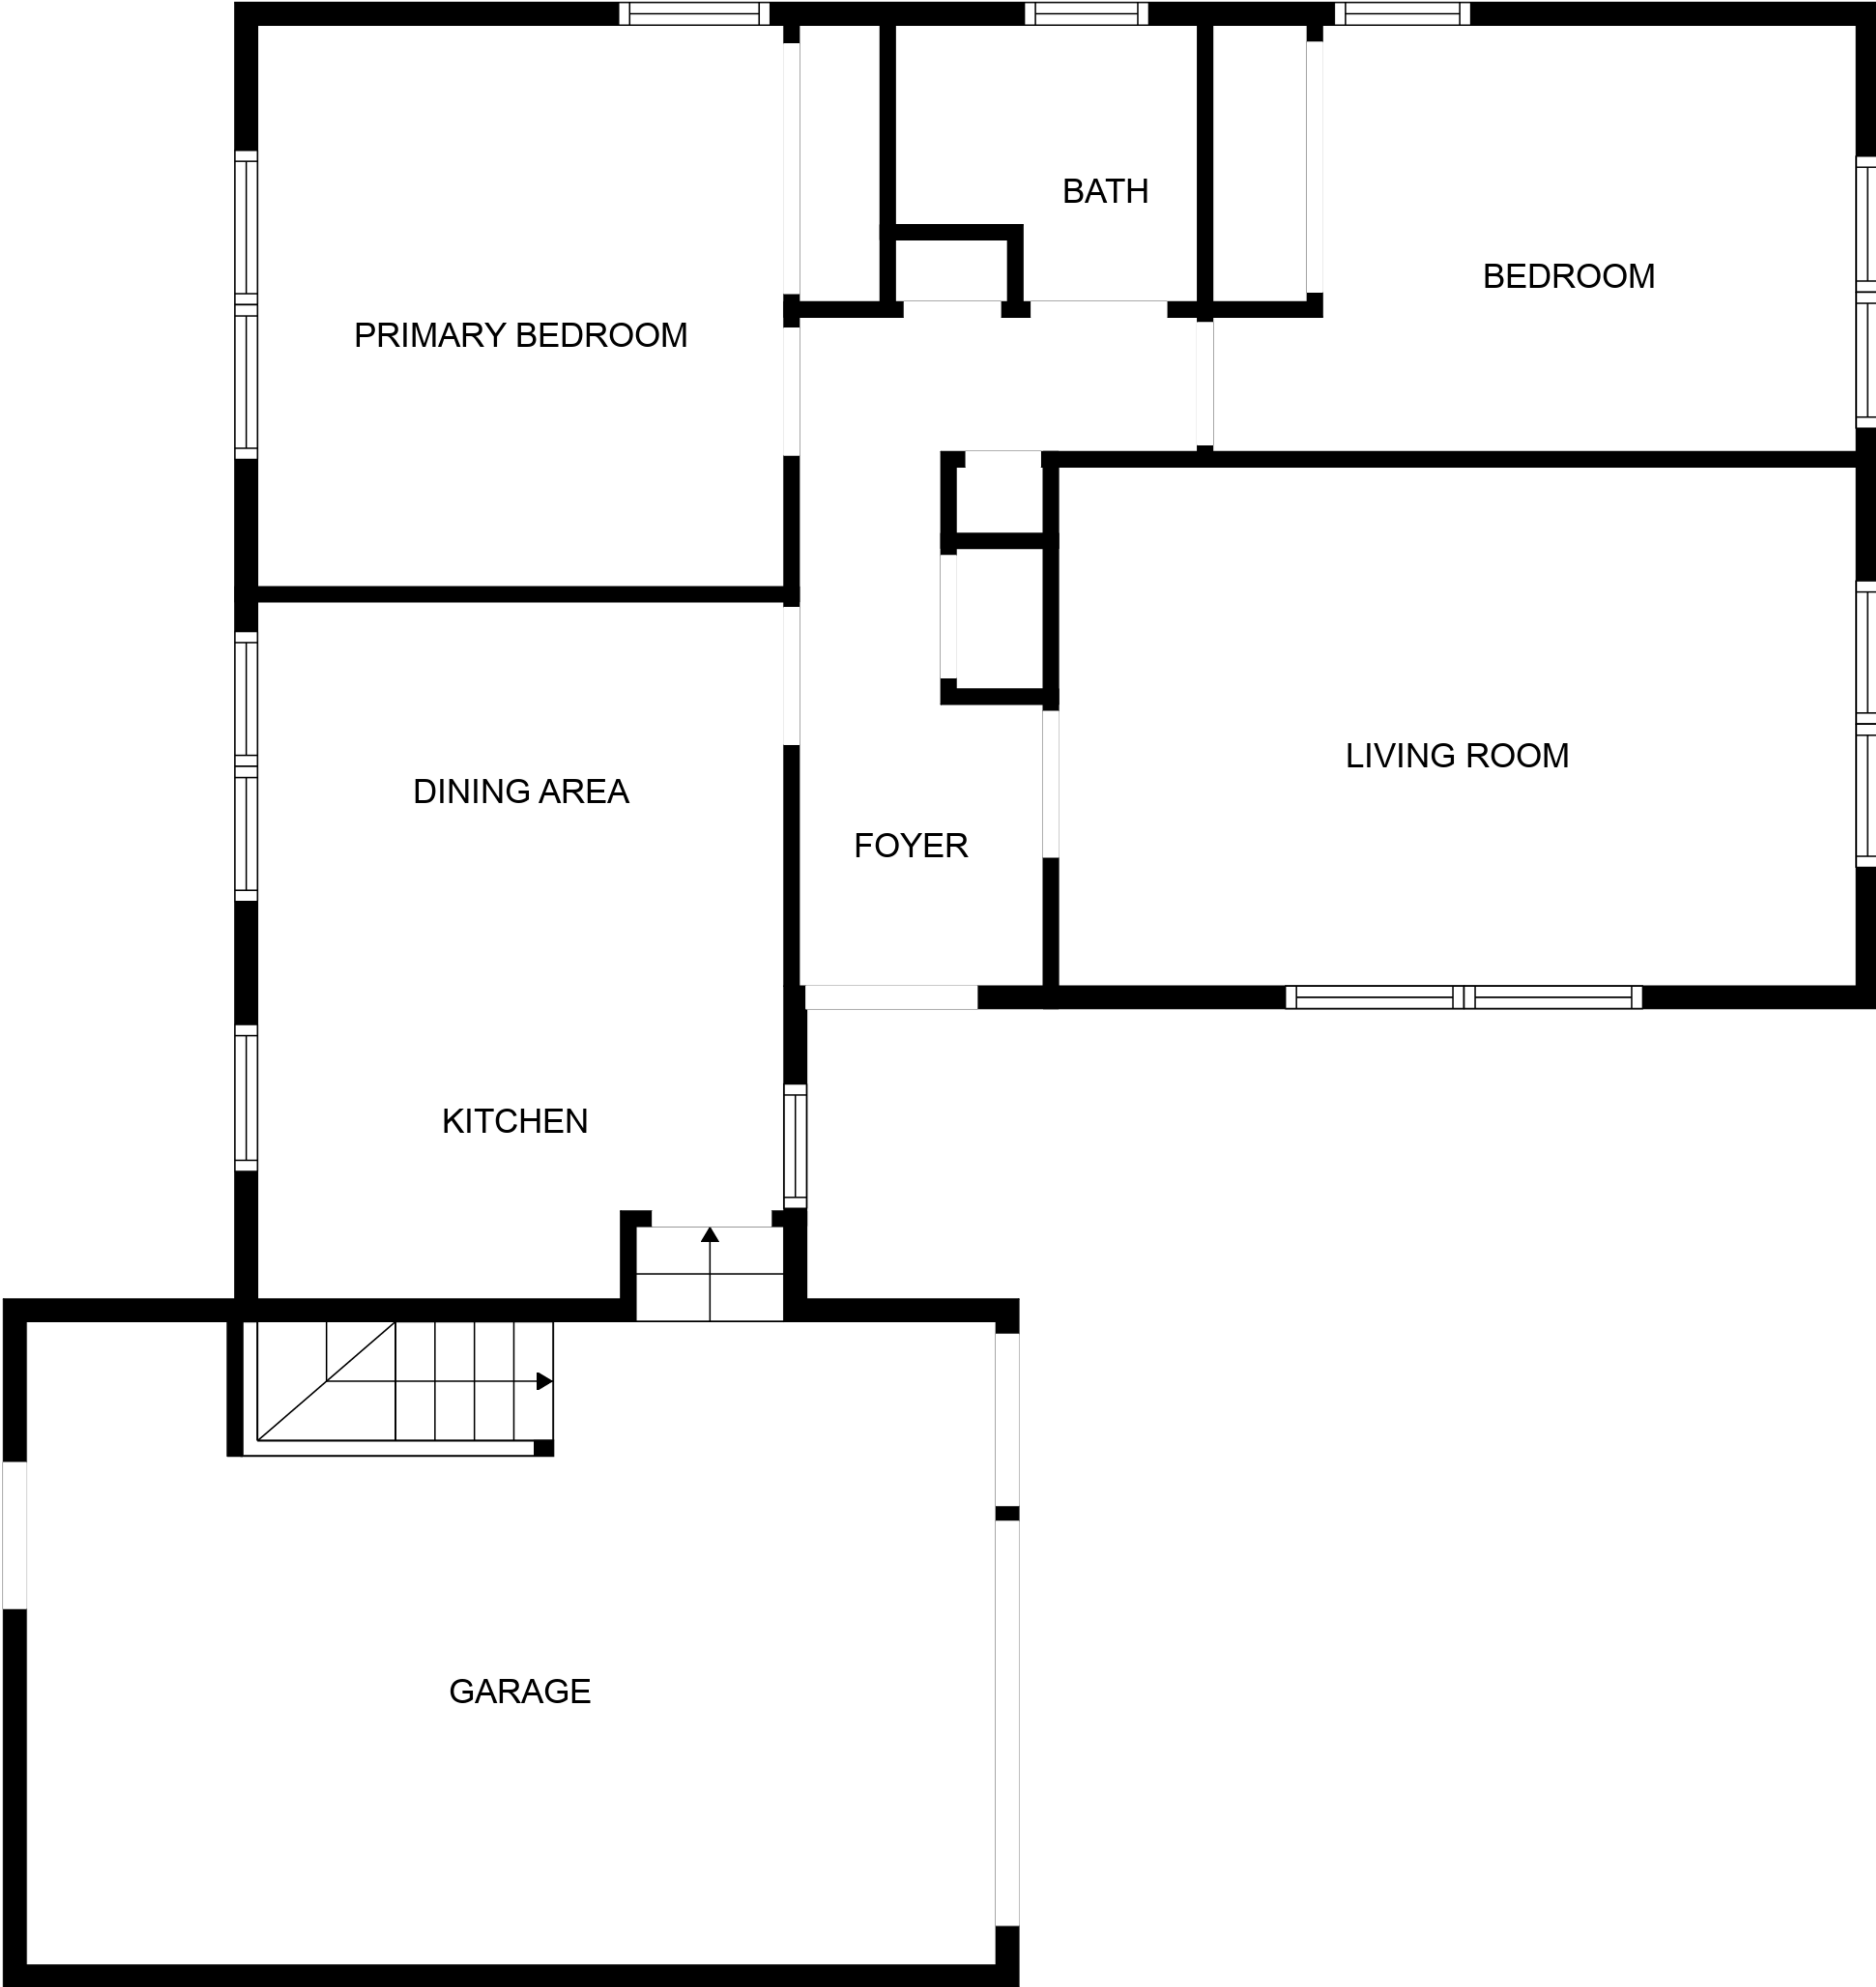 BATH
BEDROOM
PRIMARY BEDROOM
LIVING ROOM
DINING AREA
FOYER
KITCHEN
GARAGE